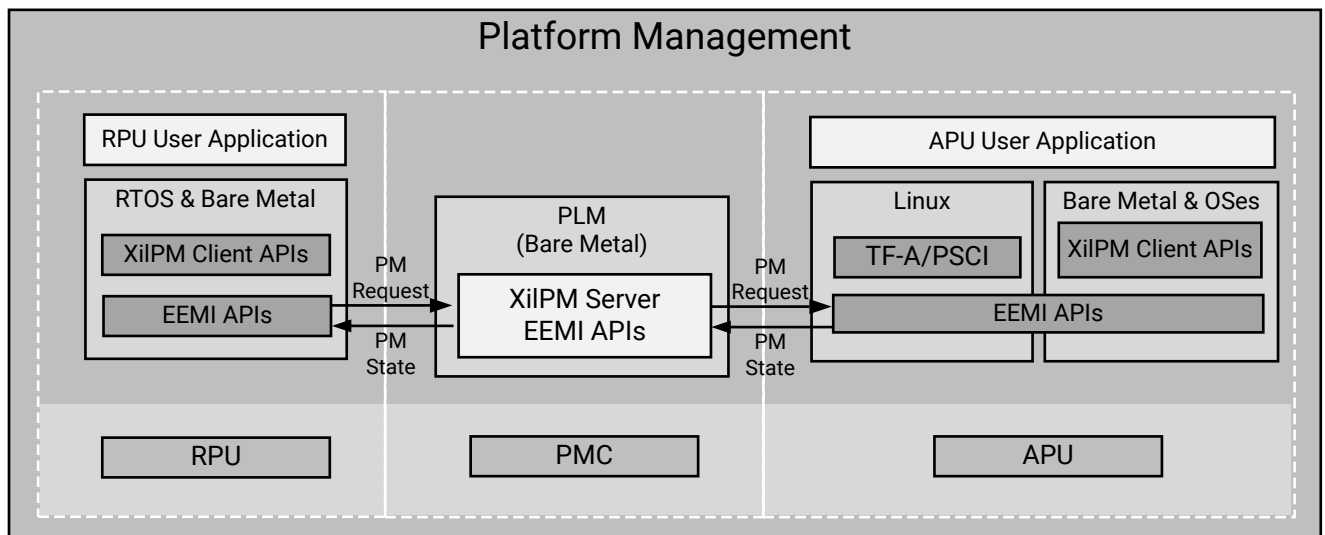 Platform Management
RPU User Application
RTOS & Bare Metal
XilPM Client APIs
EEMI APIs
PM
Request
PM
State
PLM
(Bare Metal)
XilPM Server
EEMI APIs
PM
Request
PM
State
APU User Application
Linux
TF-A/PSCI
Bare Metal & OSes
XilPM Client APIs
EEMI APIs
RPU
PMC
APU